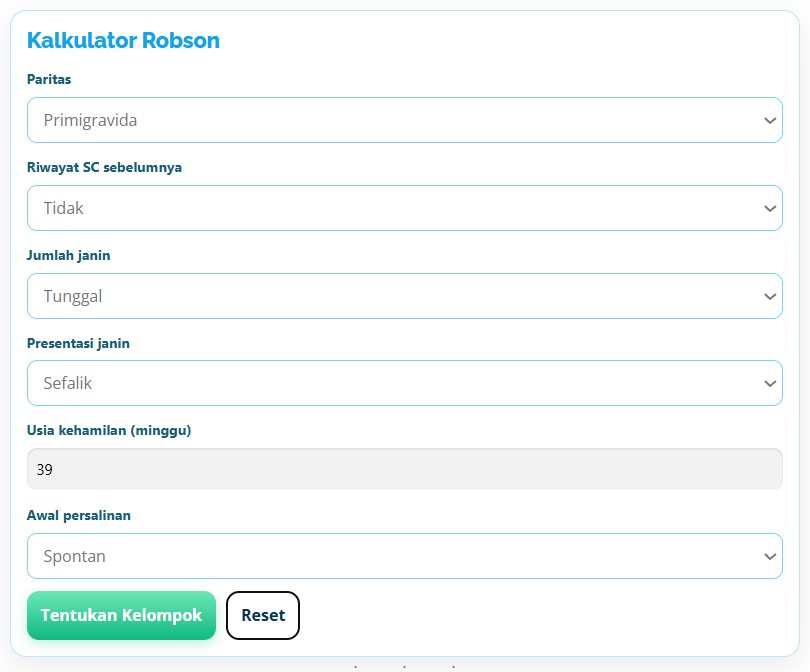 Kalkulator Robson
Paritas
Primigravida
Riwayat SC sebelumnya
Tidak
Jumlah janin
Tunggal
Presentasi janin
Sefalik
Usia kehamilan (minggu)
39
Awal persalinan
Spontan
Tentukan Kelompok
Reset